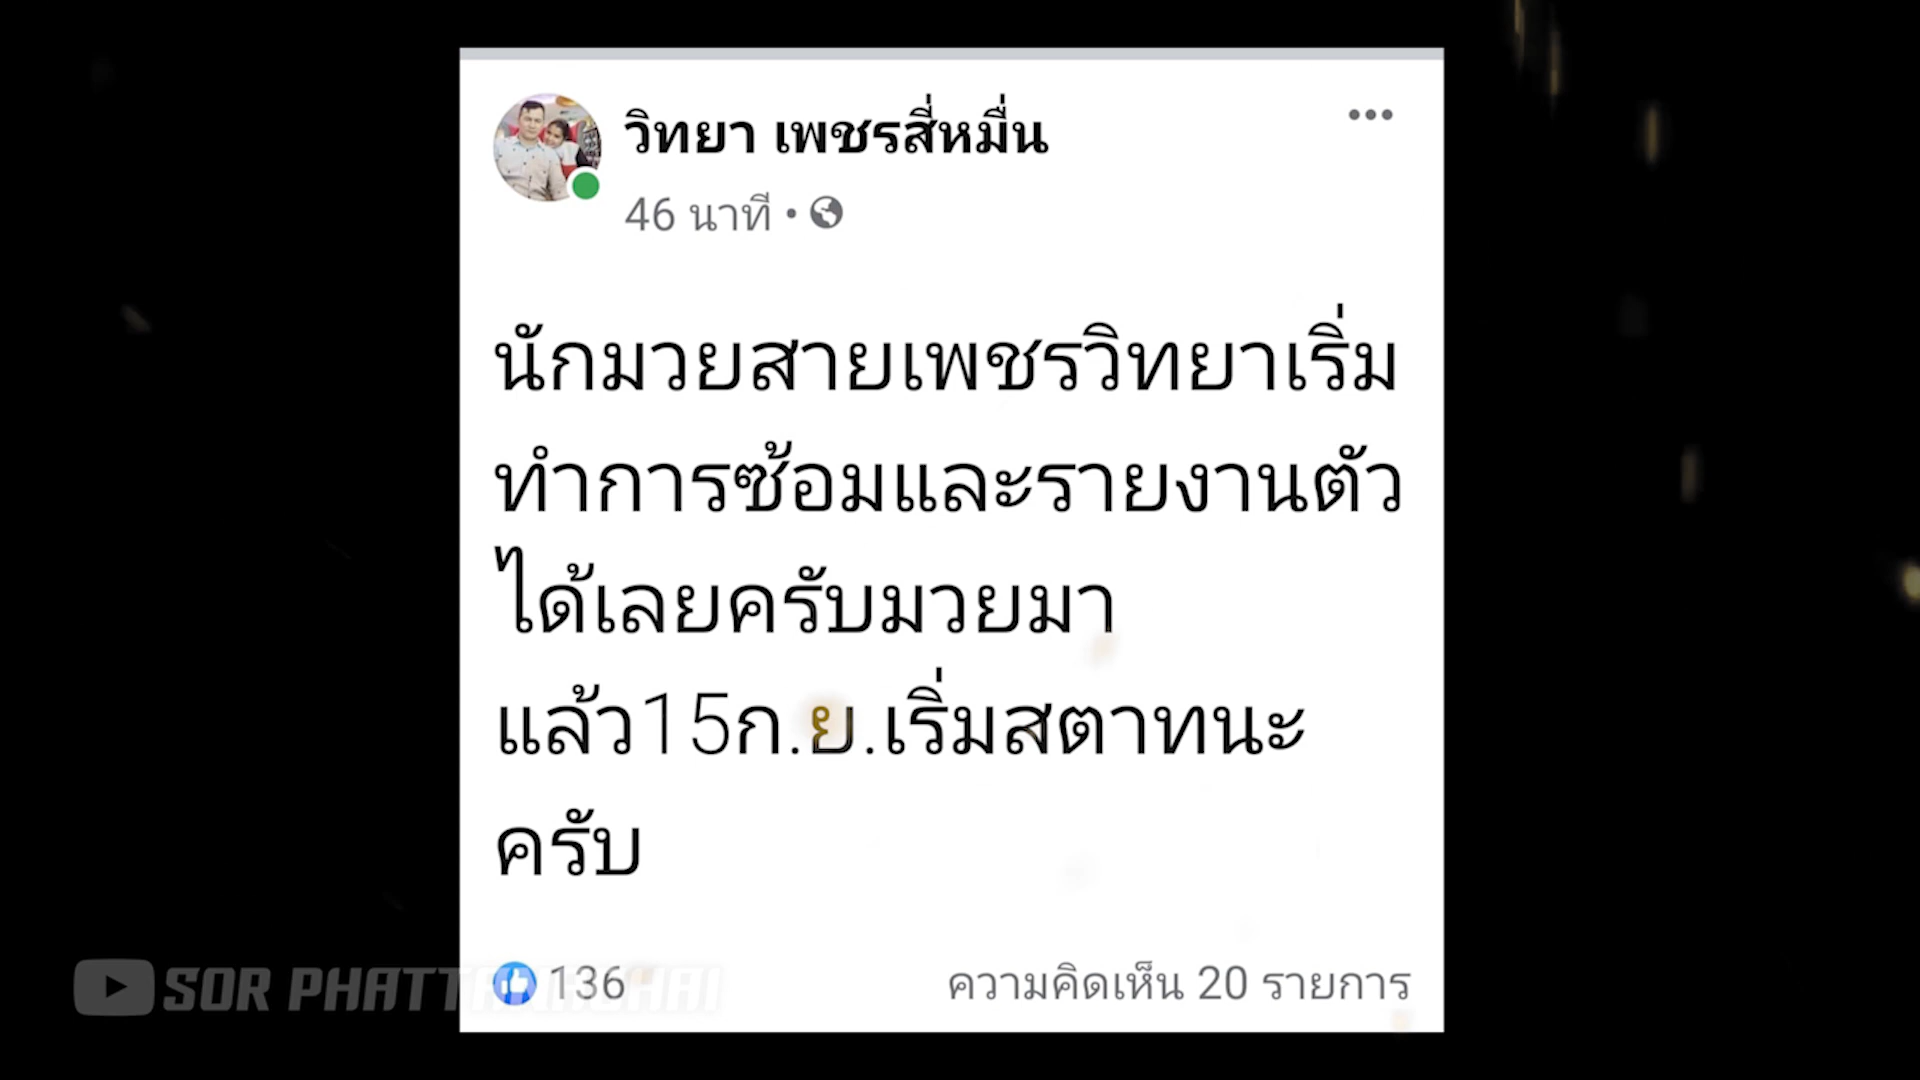 วิทยา เพชรสี่หมื่น
46 นาที •
นักมวยสายเพชรวิทยาเริ่ม
ทำการซ้อมและรายงานตัว
ได้เลยครับมวยมา
แล้ว15ก.ย.เริ่มสตาทนะ
ครับ
136
ความคิดเห็น 20 รายการ
SOR